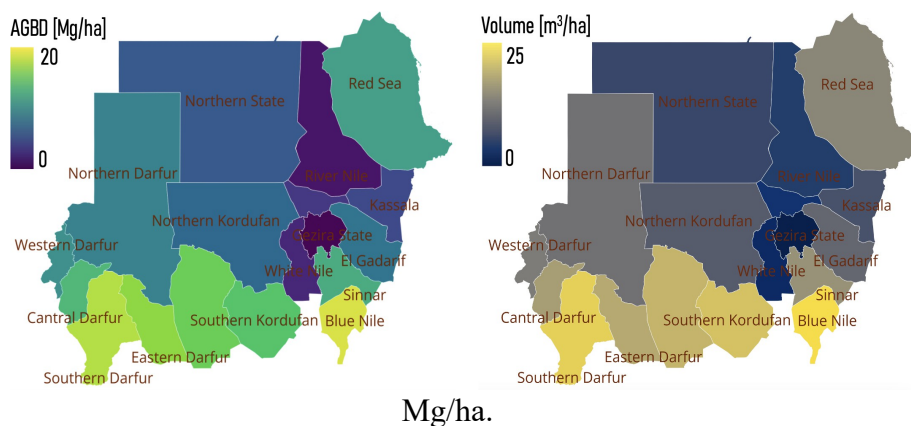 AGBD [Mg/ha]
20
0
Northern State
Red Sea
Northern Darfur
River Nile
Kassala
Northern Kordufan
Gezira State
Western Darfur
El Gadarif
White Nile
Sinnar
Cantral Darfur
Southern Kordufan
Blue Nile
Eastern Darfur
Southern Darfur
Volume [m³/ha]
25
0
Northern State
Red Sea
Northern Darfur
River Nile
Kassala
Northern Kordufan
Gezira State
Western Darfur
El Gadarif
White Nile
Sinnar
Cantral Darfur
Southern Kordufan
Blue Nile
Eastern Darfur
Southern Darfur
Mg/ha.